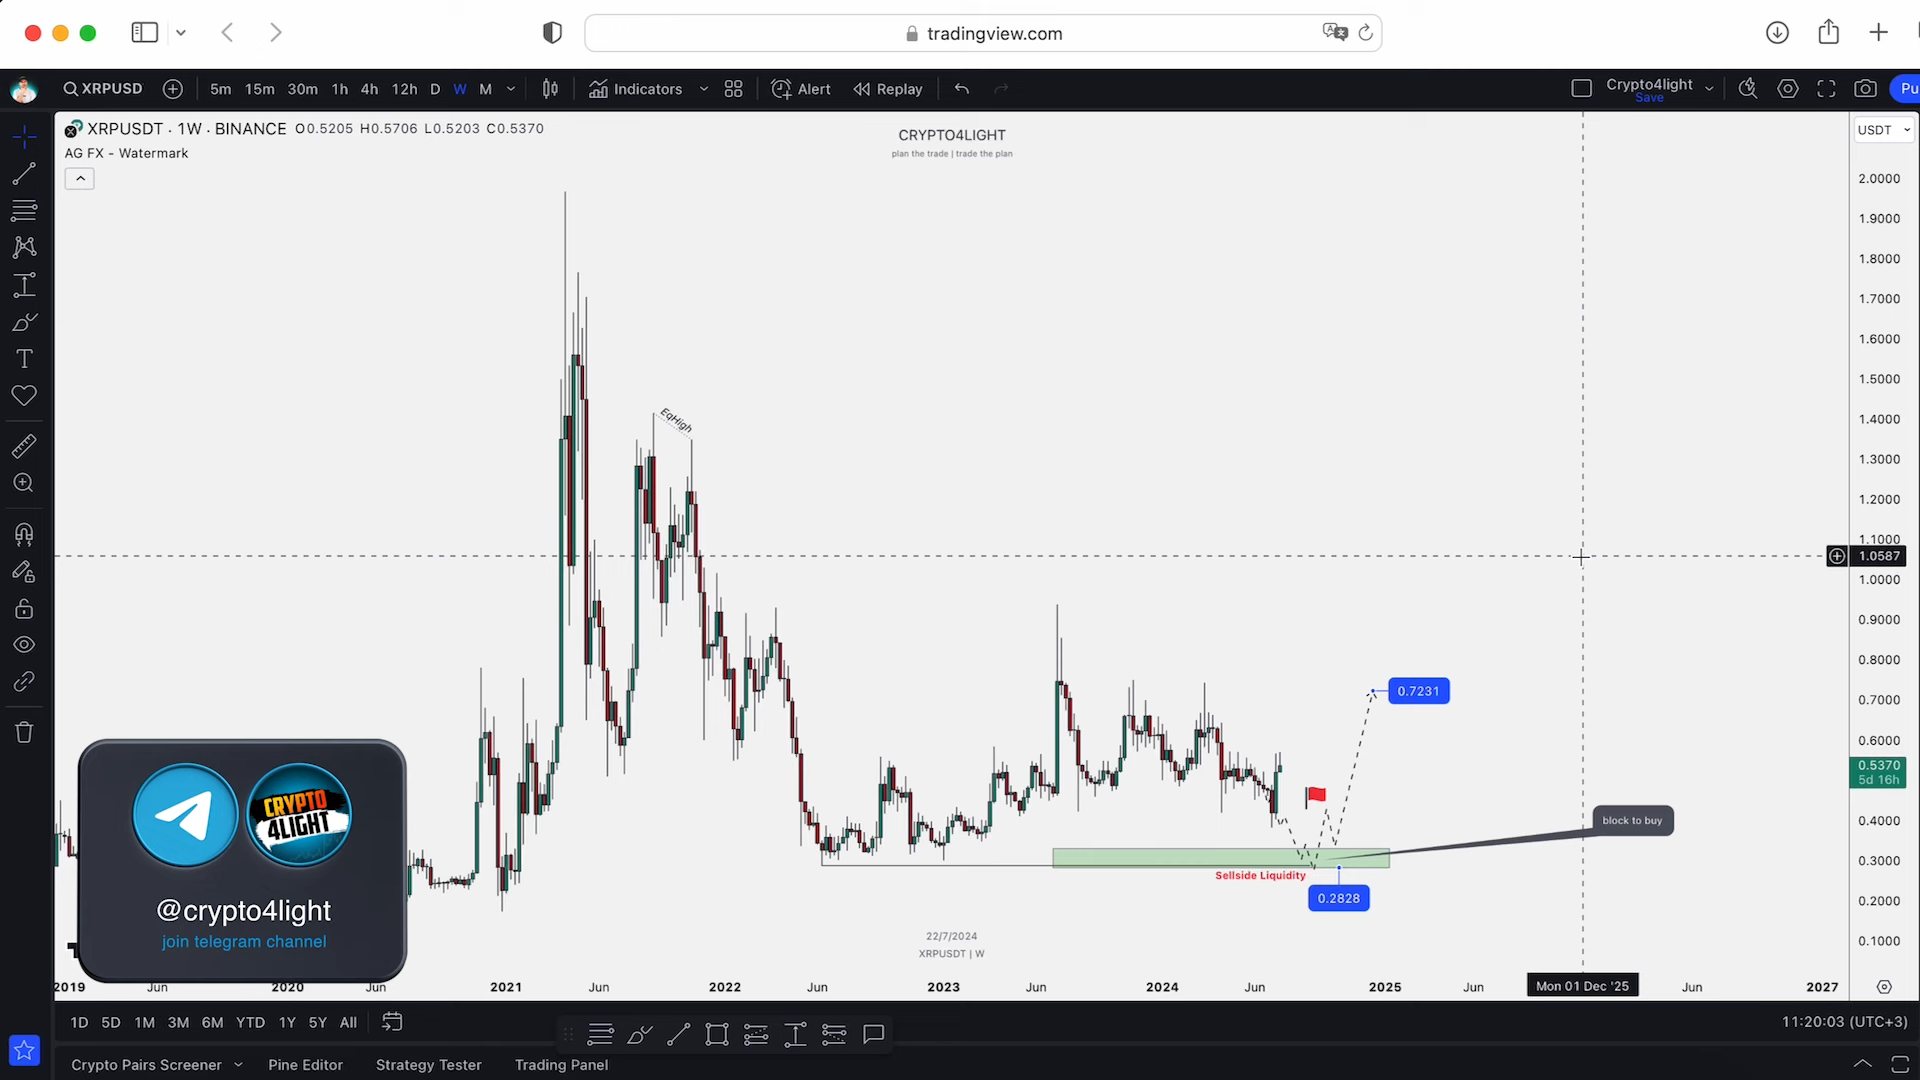 tradingview.com
XRPUSD 5m 15m 30m 1h 4h 12h D W M Indicators Alert Replay Crypto4light Save Pu
XRPUSDT · 1W · BINANCE O0.5205 H0.5706 L0.5203 C0.5370
AG FX - Watermark
CRYPTO4LIGHT
plan the trade | trade the plan
USDT
2.0000
1.9000
1.8000
1.7000
1.6000
1.5000
1.4000
1.3000
1.2000
1.1000
1.0587
1.0000
0.9000
0.8000
0.7000
0.6000
0.5370
5d 16h
0.4000
0.3000
0.2000
0.1000
EqHigh
0.7231
block to buy
Sellside Liquidity
0.2828
CRYPTO
4LIGHT
@crypto4light
join telegram channel
22/7/2024
XRPUSDT | W
2019 Jun 2020 Jun 2021 Jun 2022 Jun 2023 Jun 2024 Jun 2025 Jun Mon 01 Dec '25 Jun 2027
1D 5D 1M 3M 6M YTD 1Y 5Y All 11:20:03 (UTC+3)
Crypto Pairs Screener Pine Editor Strategy Tester Trading Panel